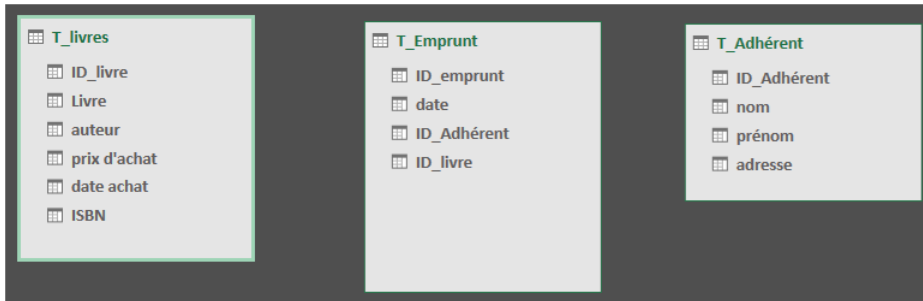 T_livres
ID_livre
Livre
auteur
prix d'achat
date achat
ISBN
T_Emprunt
ID_emprunt
date
ID_Adhérent
ID_livre
T_Adhérent
ID_Adhérent
nom
prénom
adresse